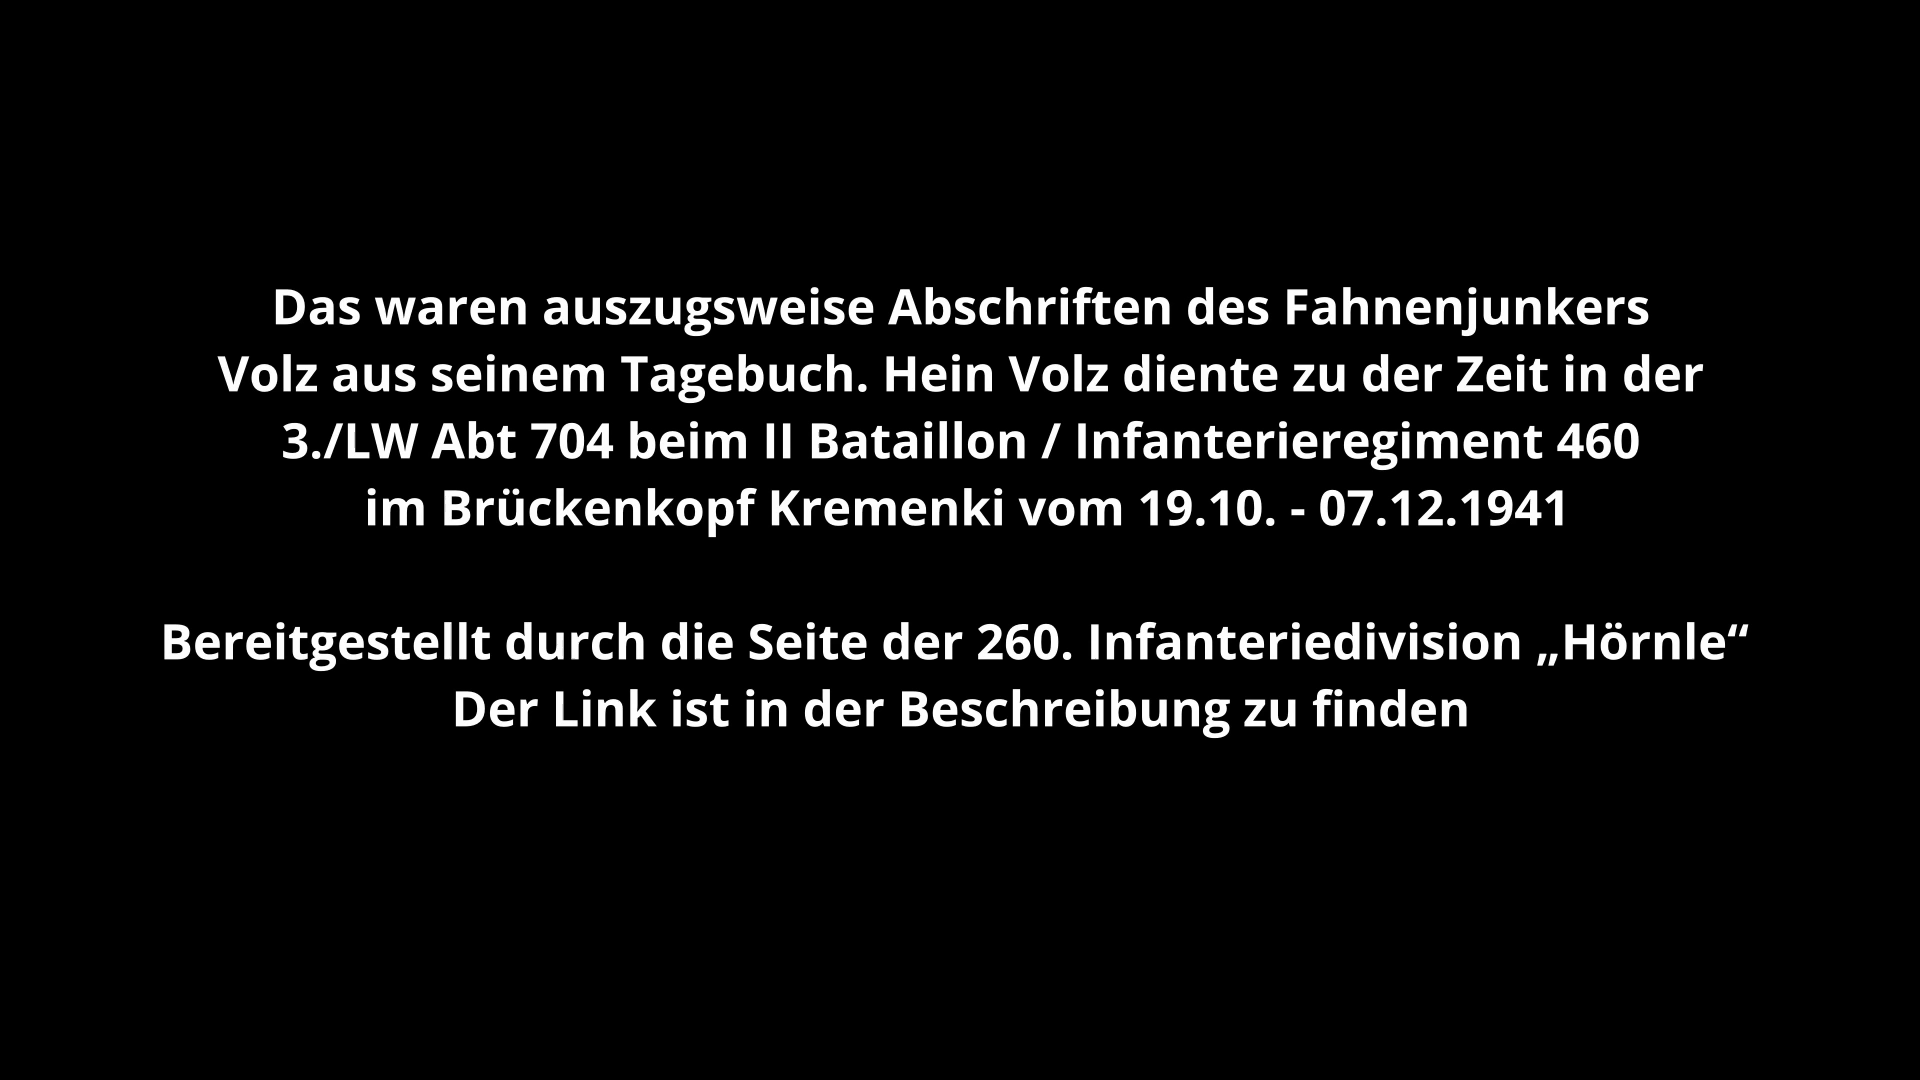 Das waren auszugsweise Abschriften des Fahnenjunkers
Volz aus seinem Tagebuch. Hein Volz diente zu der Zeit in der
3./LW Abt 704 beim II Bataillon / Infanterieregiment 460
im Brückenkopf Kremenki vom 19.10. - 07.12.1941
Bereitgestellt durch die Seite der 260. Infanteriedivision „Hörnle“
Der Link ist in der Beschreibung zu finden